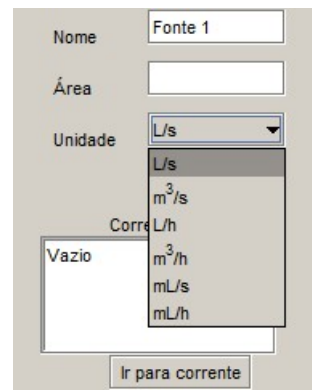 Nome Fonte 1
Área
Unidade L/s
L/s
m³/s
Corre L/h
Vazio m³/h
mL/s
mL/h
Ir para corrente